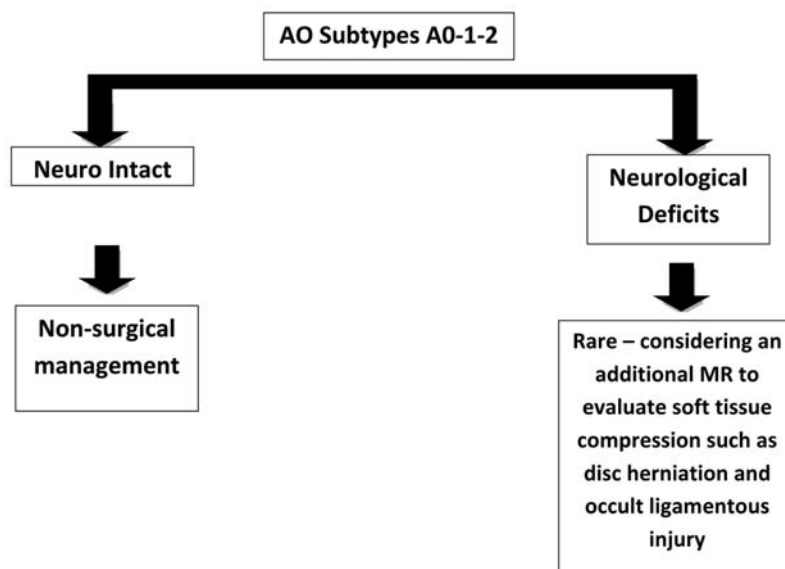 AO Subtypes A0-1-2
Neuro Intact
Neurological
Deficits
Non-surgical
management
Rare – considering an
additional MR to
evaluate soft tissue
compression such as
disc herniation and
occult ligamentous
injury